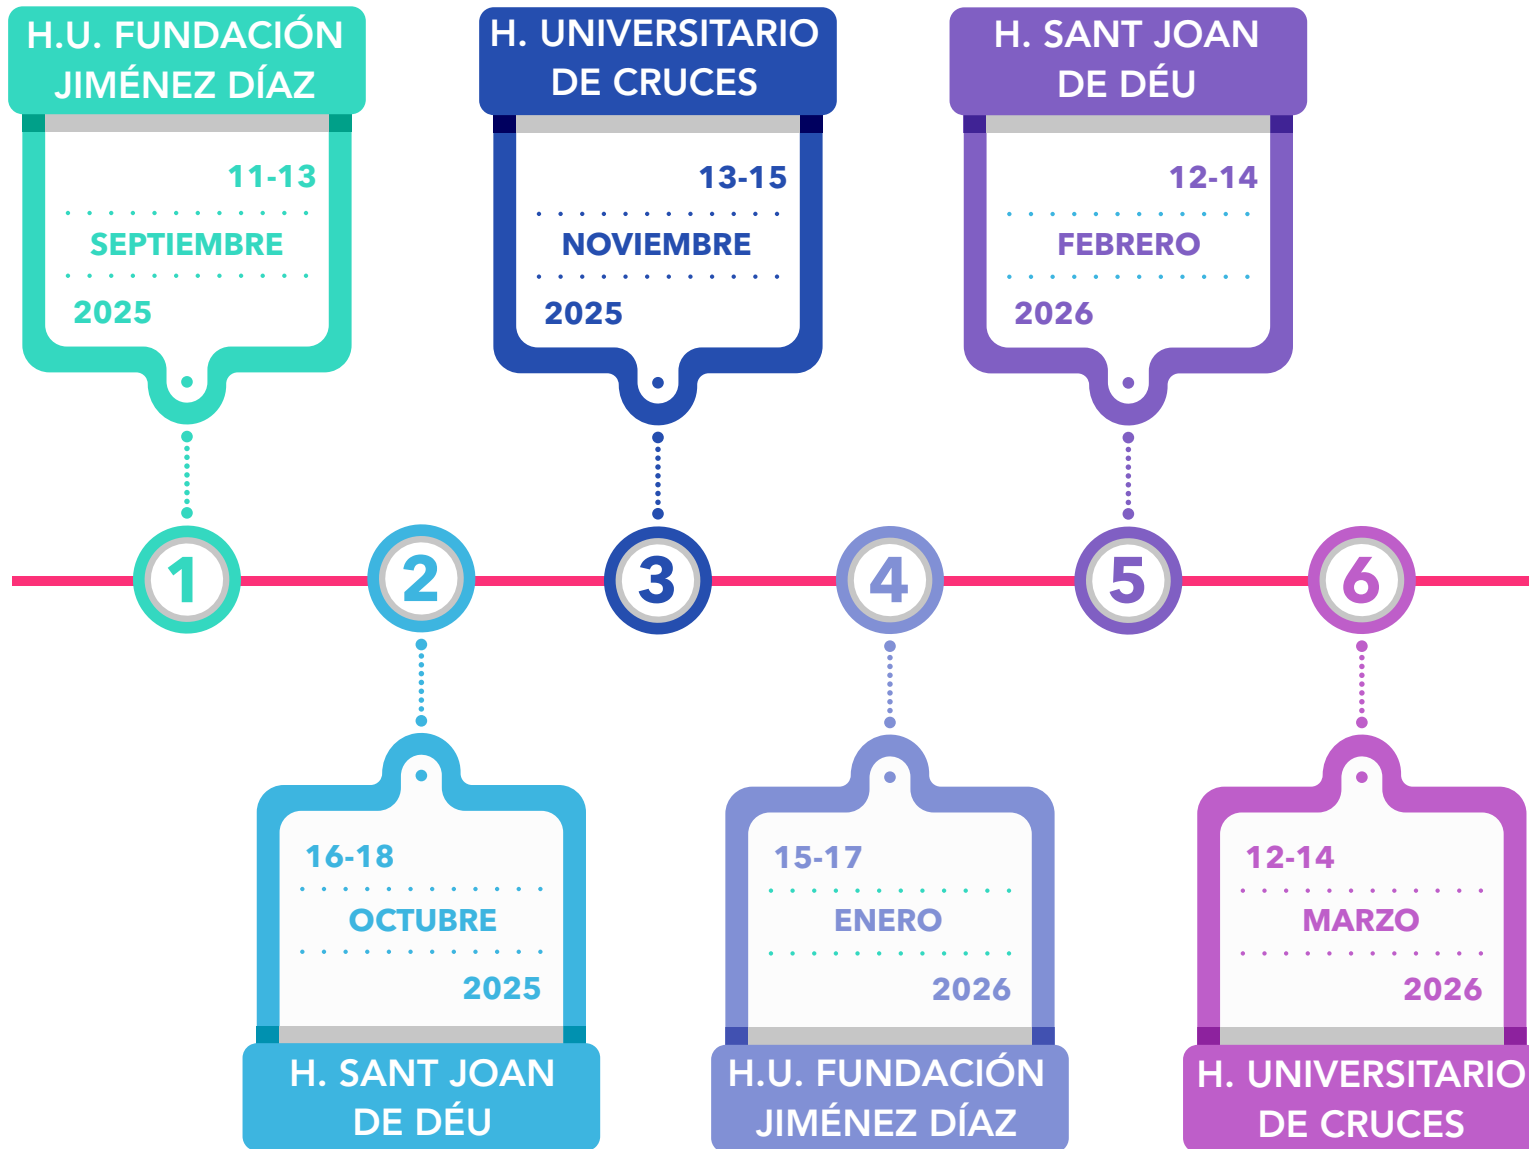 H.U. FUNDACIÓN
JIMÉNEZ DÍAZ
11-13
SEPTIEMBRE
2025
H. UNIVERSITARIO
DE CRUCES
13-15
NOVIEMBRE
2025
H. SANT JOAN
DE DÉU
12-14
FEBRERO
2026
1
2
3
4
5
6
16-18
OCTUBRE
2025
H. SANT JOAN
DE DÉU
15-17
ENERO
2026
H.U. FUNDACIÓN
JIMÉNEZ DÍAZ
12-14
MARZO
2026
H. UNIVERSITARIO
DE CRUCES